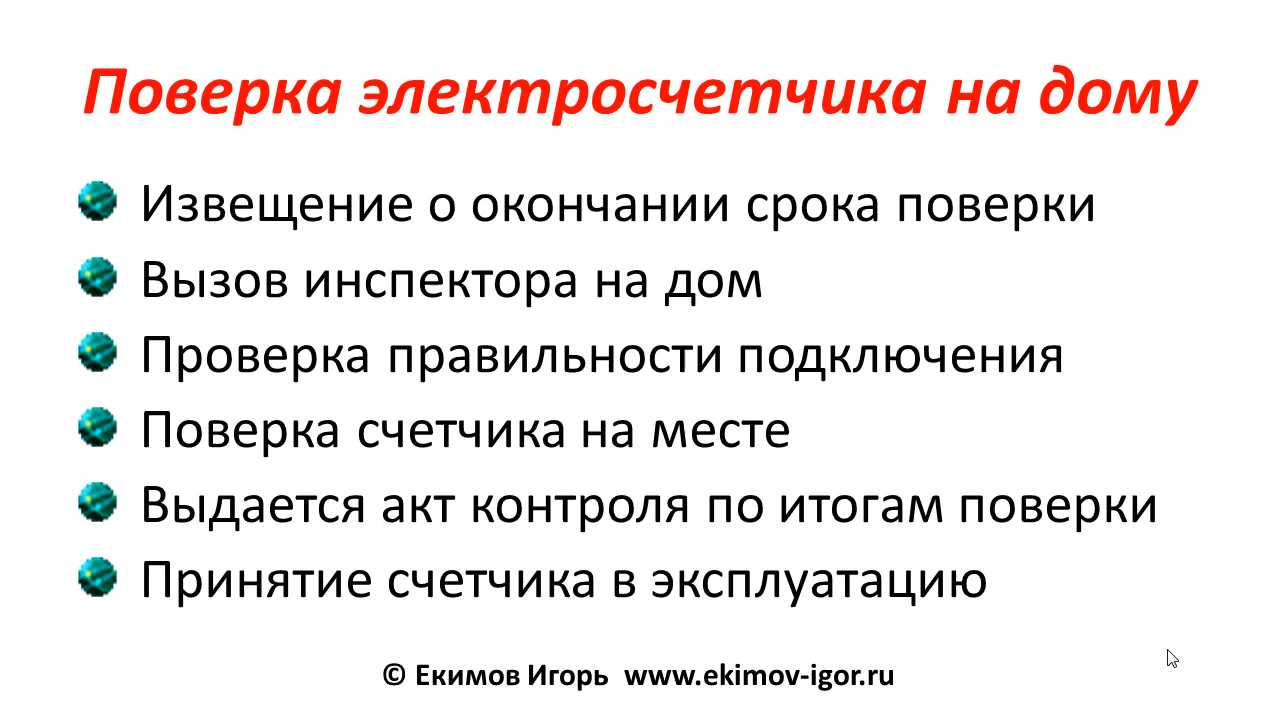 Поверка электросчетчика на дому
Извещение о окончании срока поверки
Вызов инспектора на дом
Проверка правильности подключения
Поверка счетчика на месте
Выдается акт контроля по итогам поверки
Принятие счетчика в эксплуатацию
© Екимов Игорь www.ekimov-igor.ru